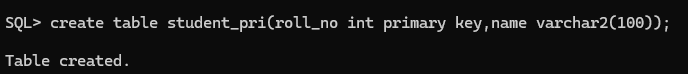 SQL> create table student_pri(roll_no int primary key,name varchar2(100));
Table created.